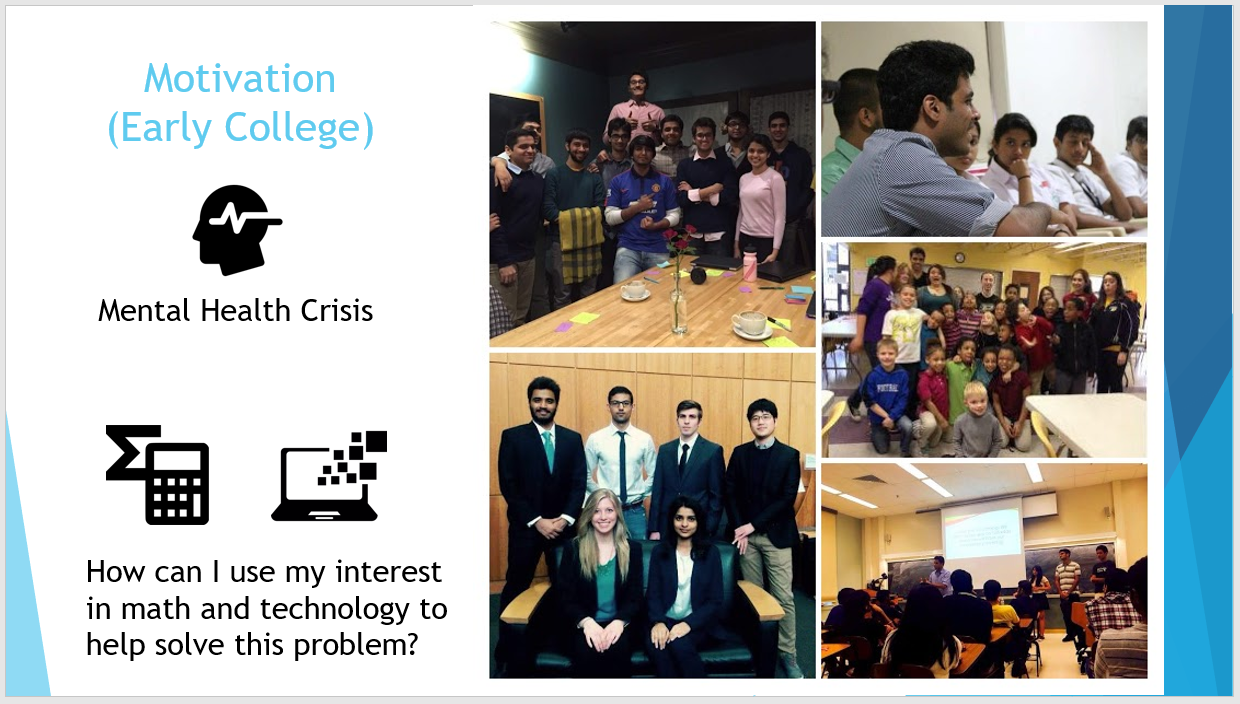 Motivation
(Early College)
Mental Health Crisis
How can I use my interest
in math and technology to
help solve this problem?